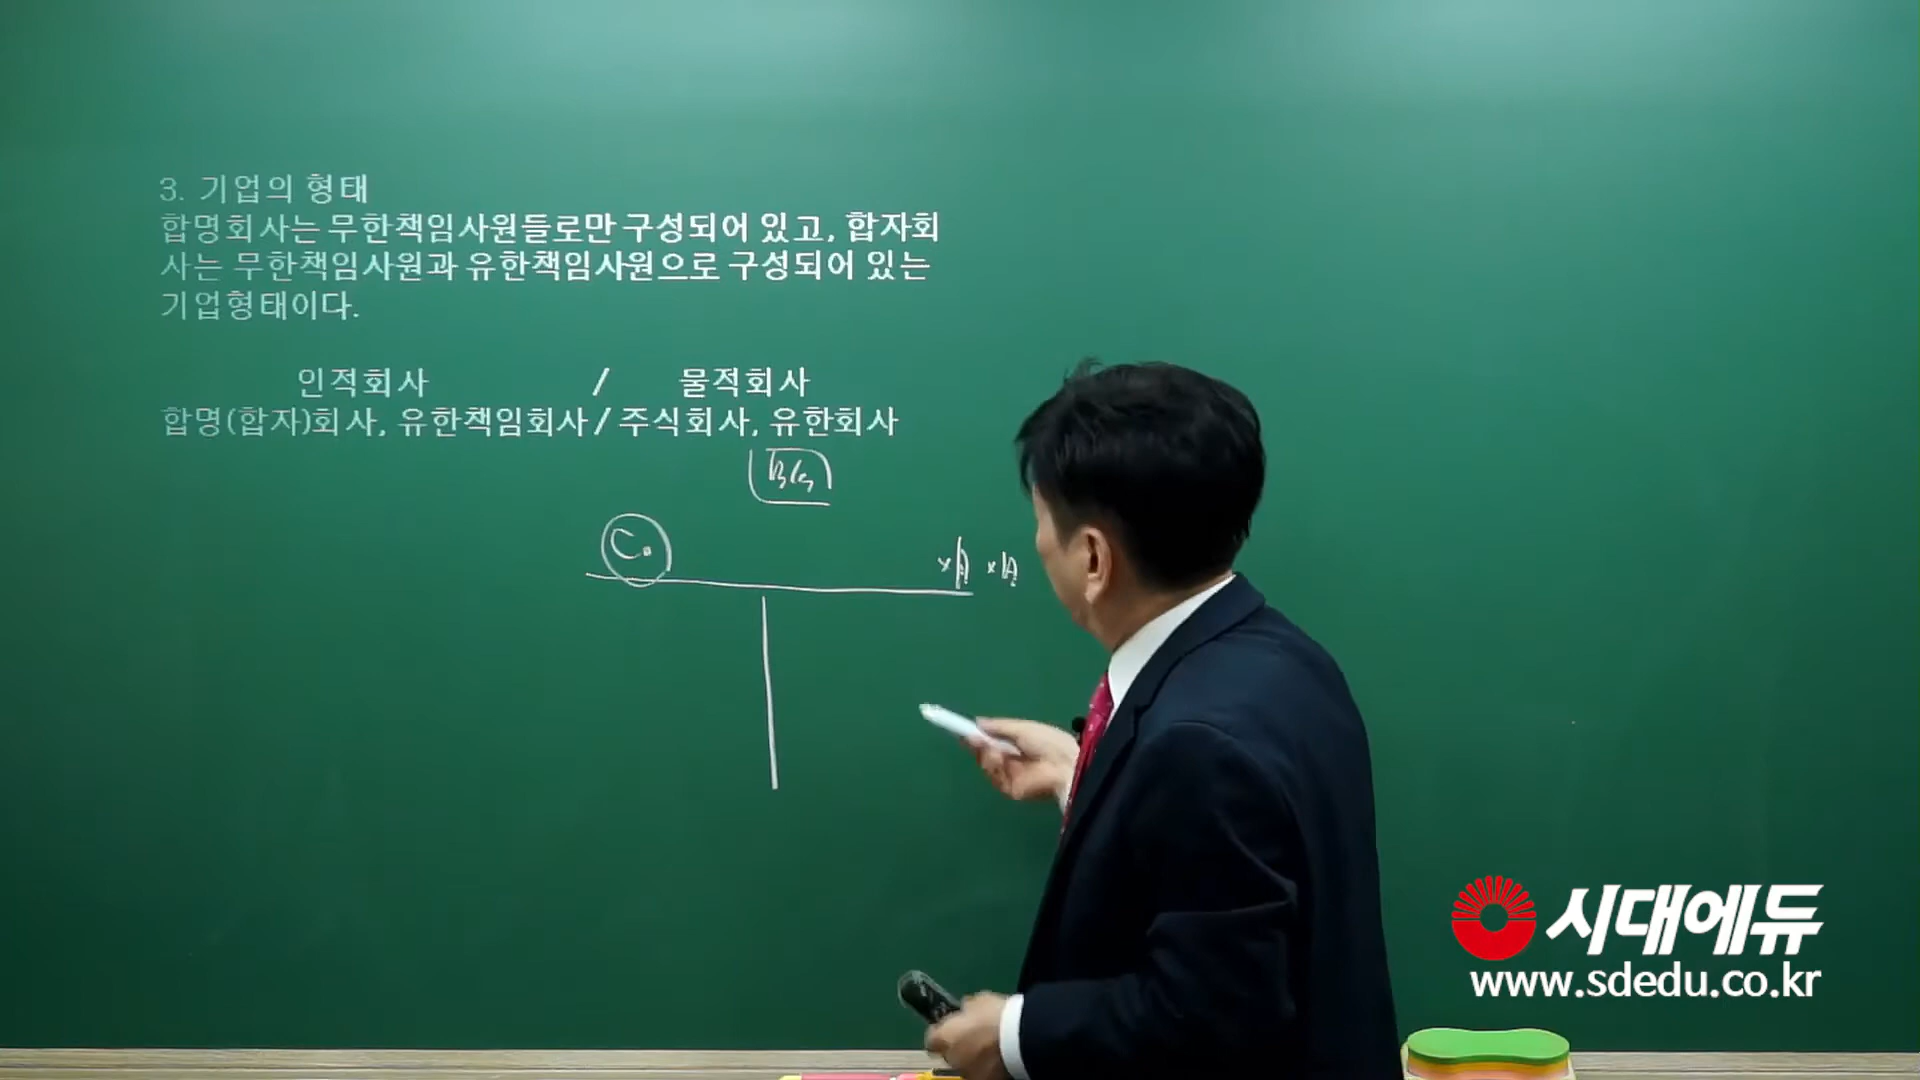 3. 기업의 형태
합명회사는 무한책임사원들로만 구성되어 있고, 합자회
사는 무한책임사원과 유한책임사원으로 구성되어 있는
기업형태이다.
인적회사 / 물적회사
합명(합자)회사, 유한책임회사 / 주식회사, 유한회사
C.
시대에듀
www.sdedu.co.kr